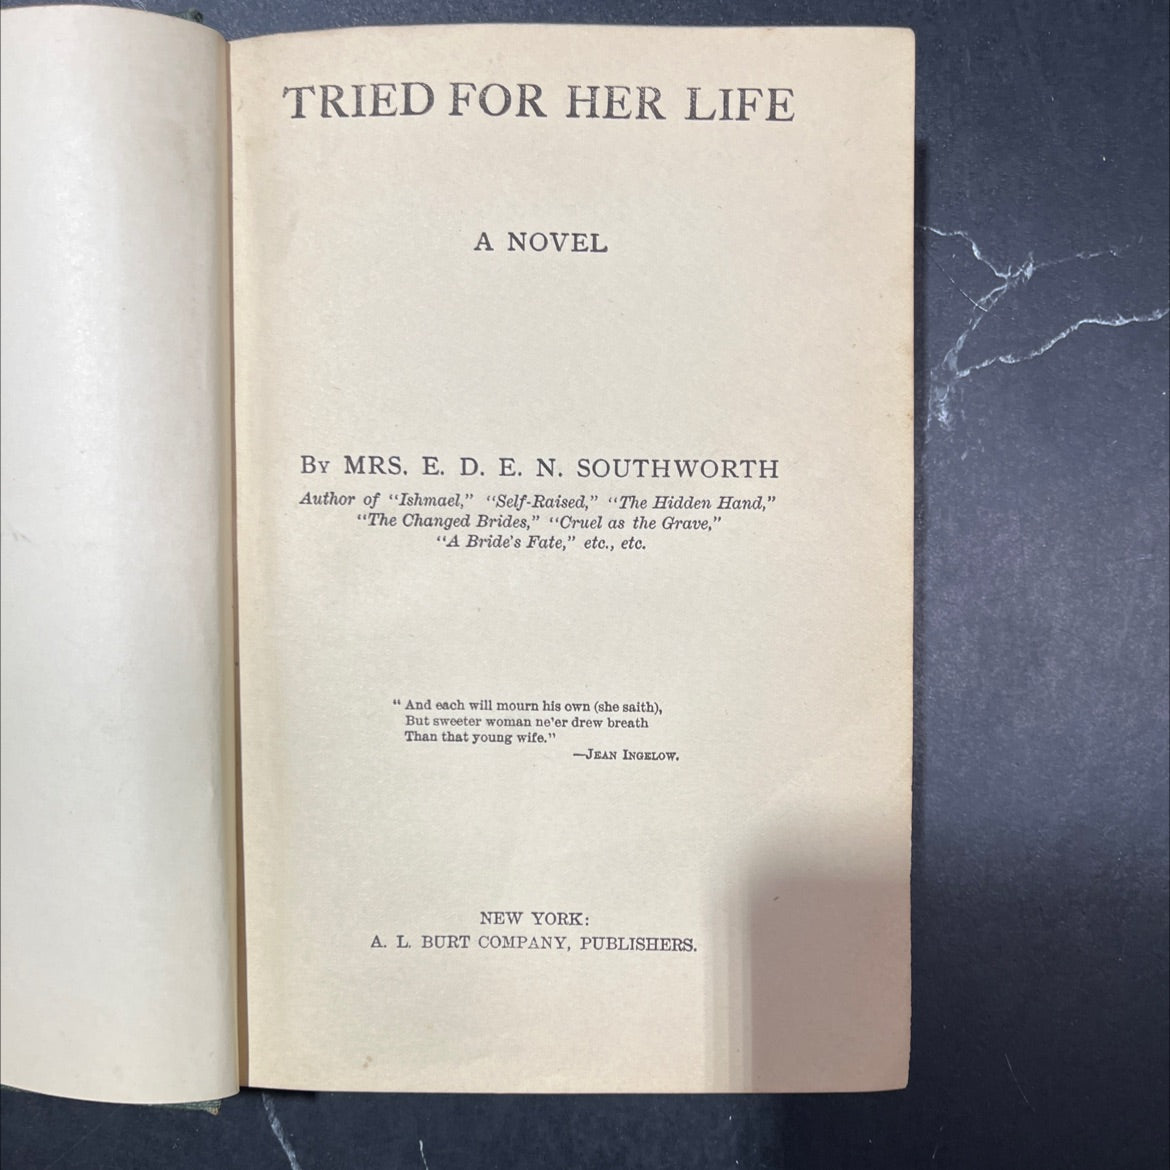 TRIED FOR HER LIFE
A NOVEL
By MRS. E. D. E. N. SOUTHWORTH
Author of "Ishmael," "Self-Raised," "The Hidden Hand,"
"The Changed Brides," "Cruel as the Grave,"
"A Bride's Fate," etc., etc.
" And each will mourn his own (she saith),
But sweeter woman ne'er drew breath
Than that young wife."
—Jean Ingelow.
NEW YORK:
A. L. BURT COMPANY, PUBLISHERS.